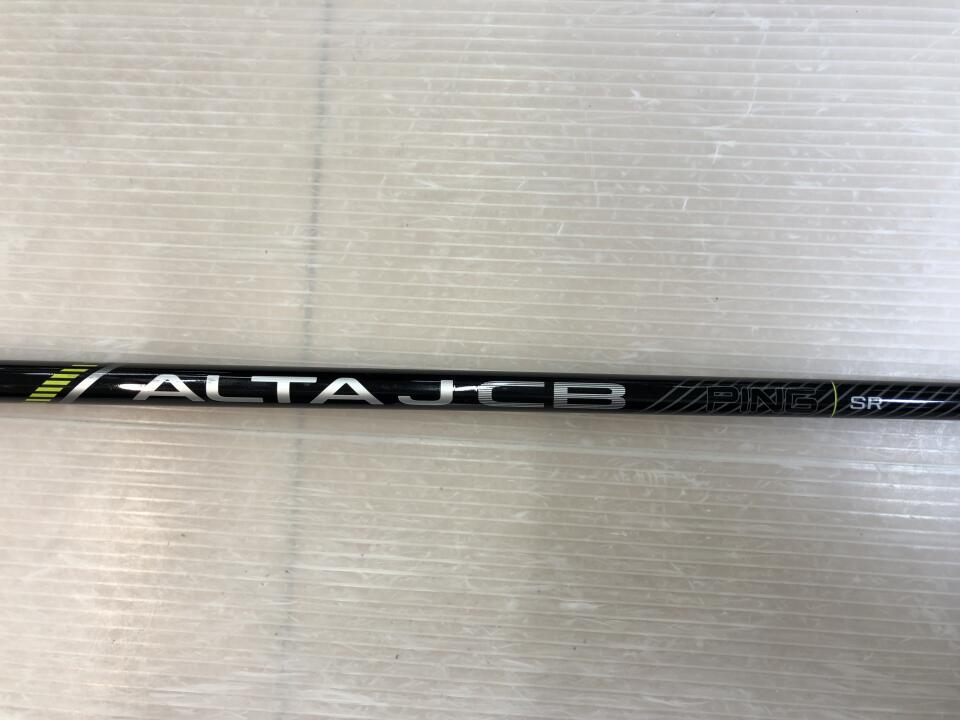 ALTA J CB PING SR